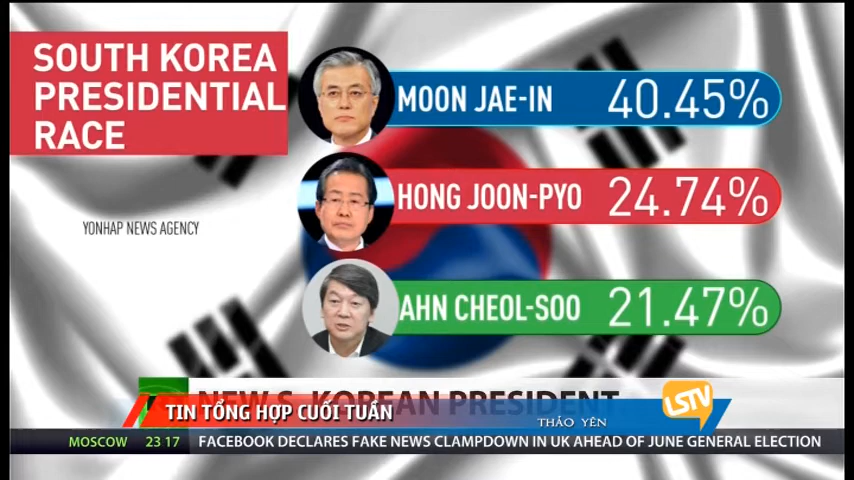 SOUTH KOREA
PRESIDENTIAL
RACE
MOON JAE-IN 40.45%
HONG JOON-PYO 24.74%
YONHAP NEWS AGENCY
AHN CHEOL-SOO 21.47%
NEW S. KOREAN PRESIDENT
TIN TỔNG HỢP CUỐI TUẦN
THẢO YÊN
LSTV
MOSCOW 23 17 FACEBOOK DECLARES FAKE NEWS CLAMPDOWN IN UK AHEAD OF JUNE GENERAL ELECTION